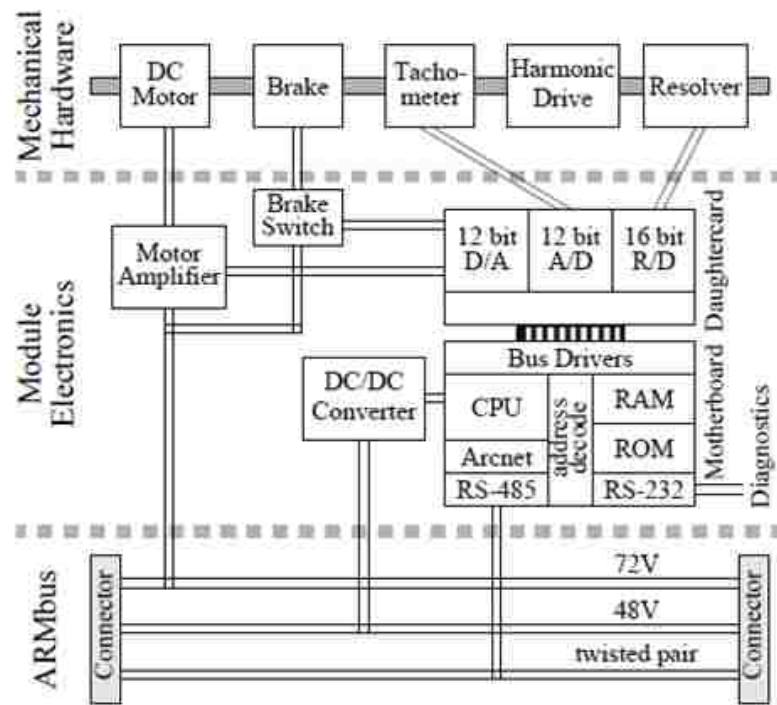 Mechanical
Hardware
DC
Motor
Brake
Tacho-
meter
Harmonic
Drive
Resolver
Module
Electronics
Brake
Switch
Motor
Amplifier
12 bit
D/A
12 bit
A/D
16 bit
R/D
Daughtercard
Bus Drivers
DC/DC
Converter
CPU
address
decode
RAM
Arcnet
ROM
RS-485
RS-232
Motherboard
Diagnostics
ARMbus
Connector
72V
48V
twisted pair
Connector